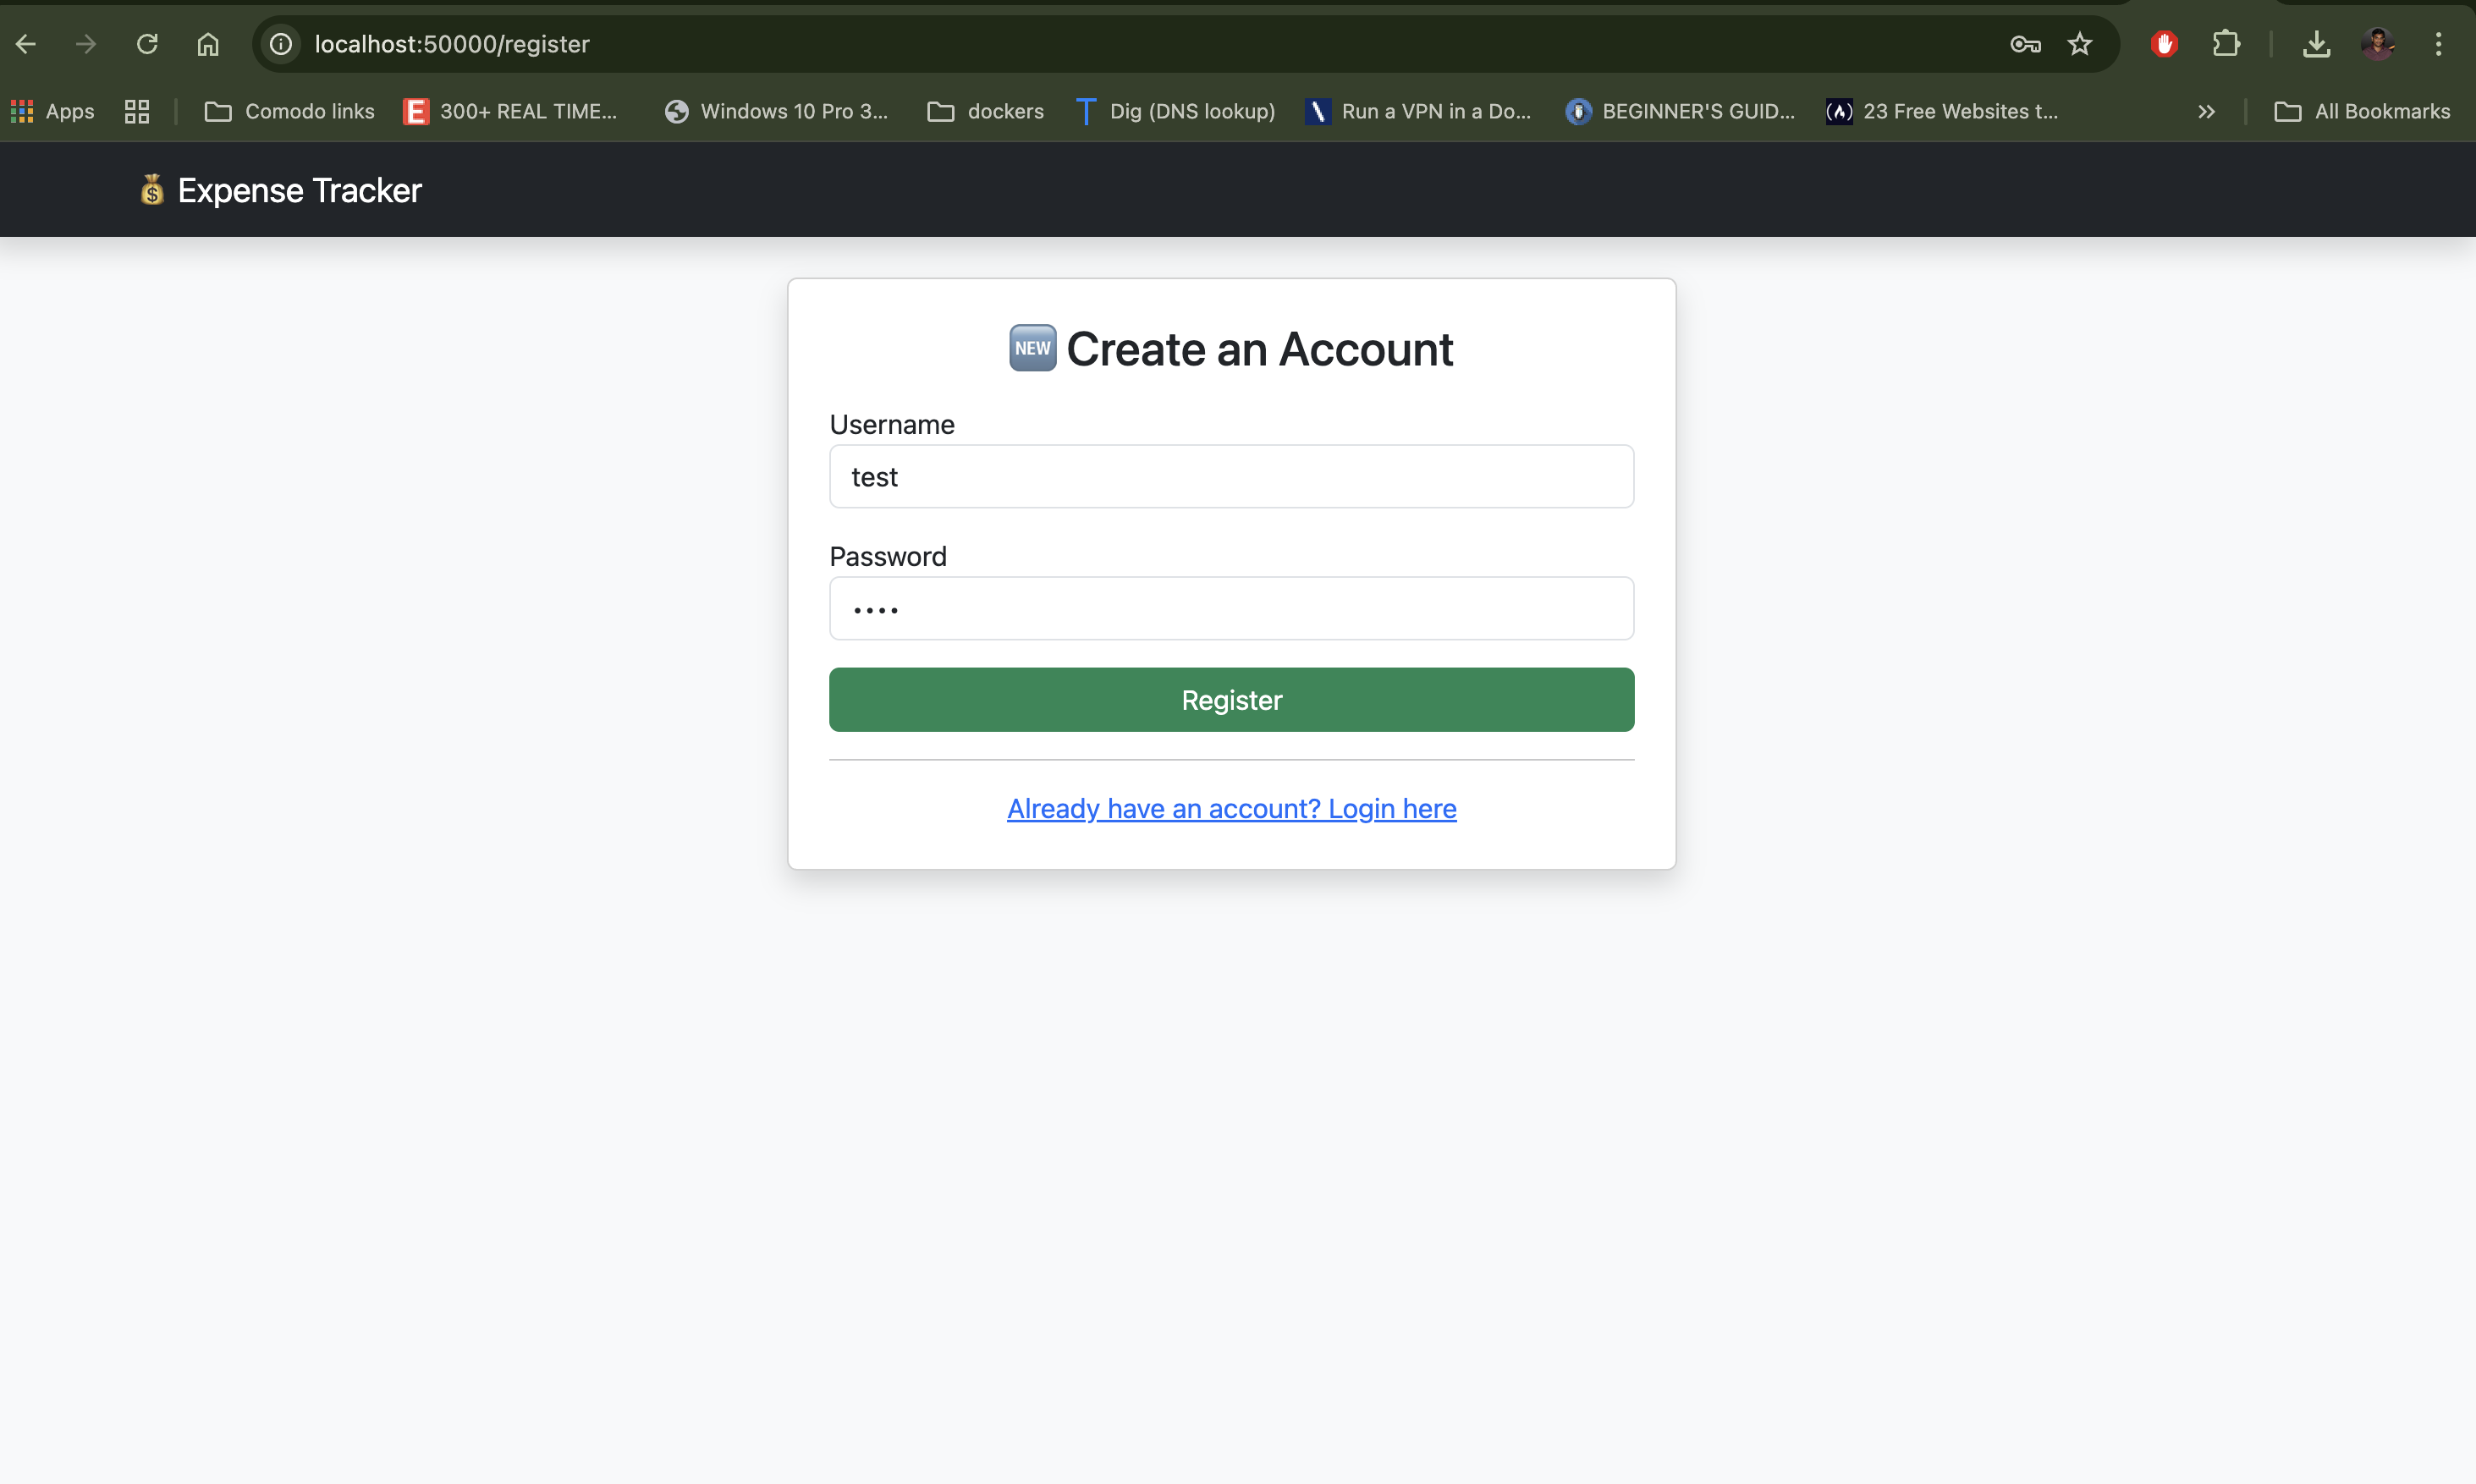 localhost:50000/register
Apps Comodo links 300+ REAL TIME... Windows 10 Pro 3... dockers Dig (DNS lookup) Run a VPN in a Do... BEGINNER'S GUID... 23 Free Websites t... All Bookmarks
💰 Expense Tracker
🆕 Create an Account
Username
test
Password
••••
Register
Already have an account? Login here